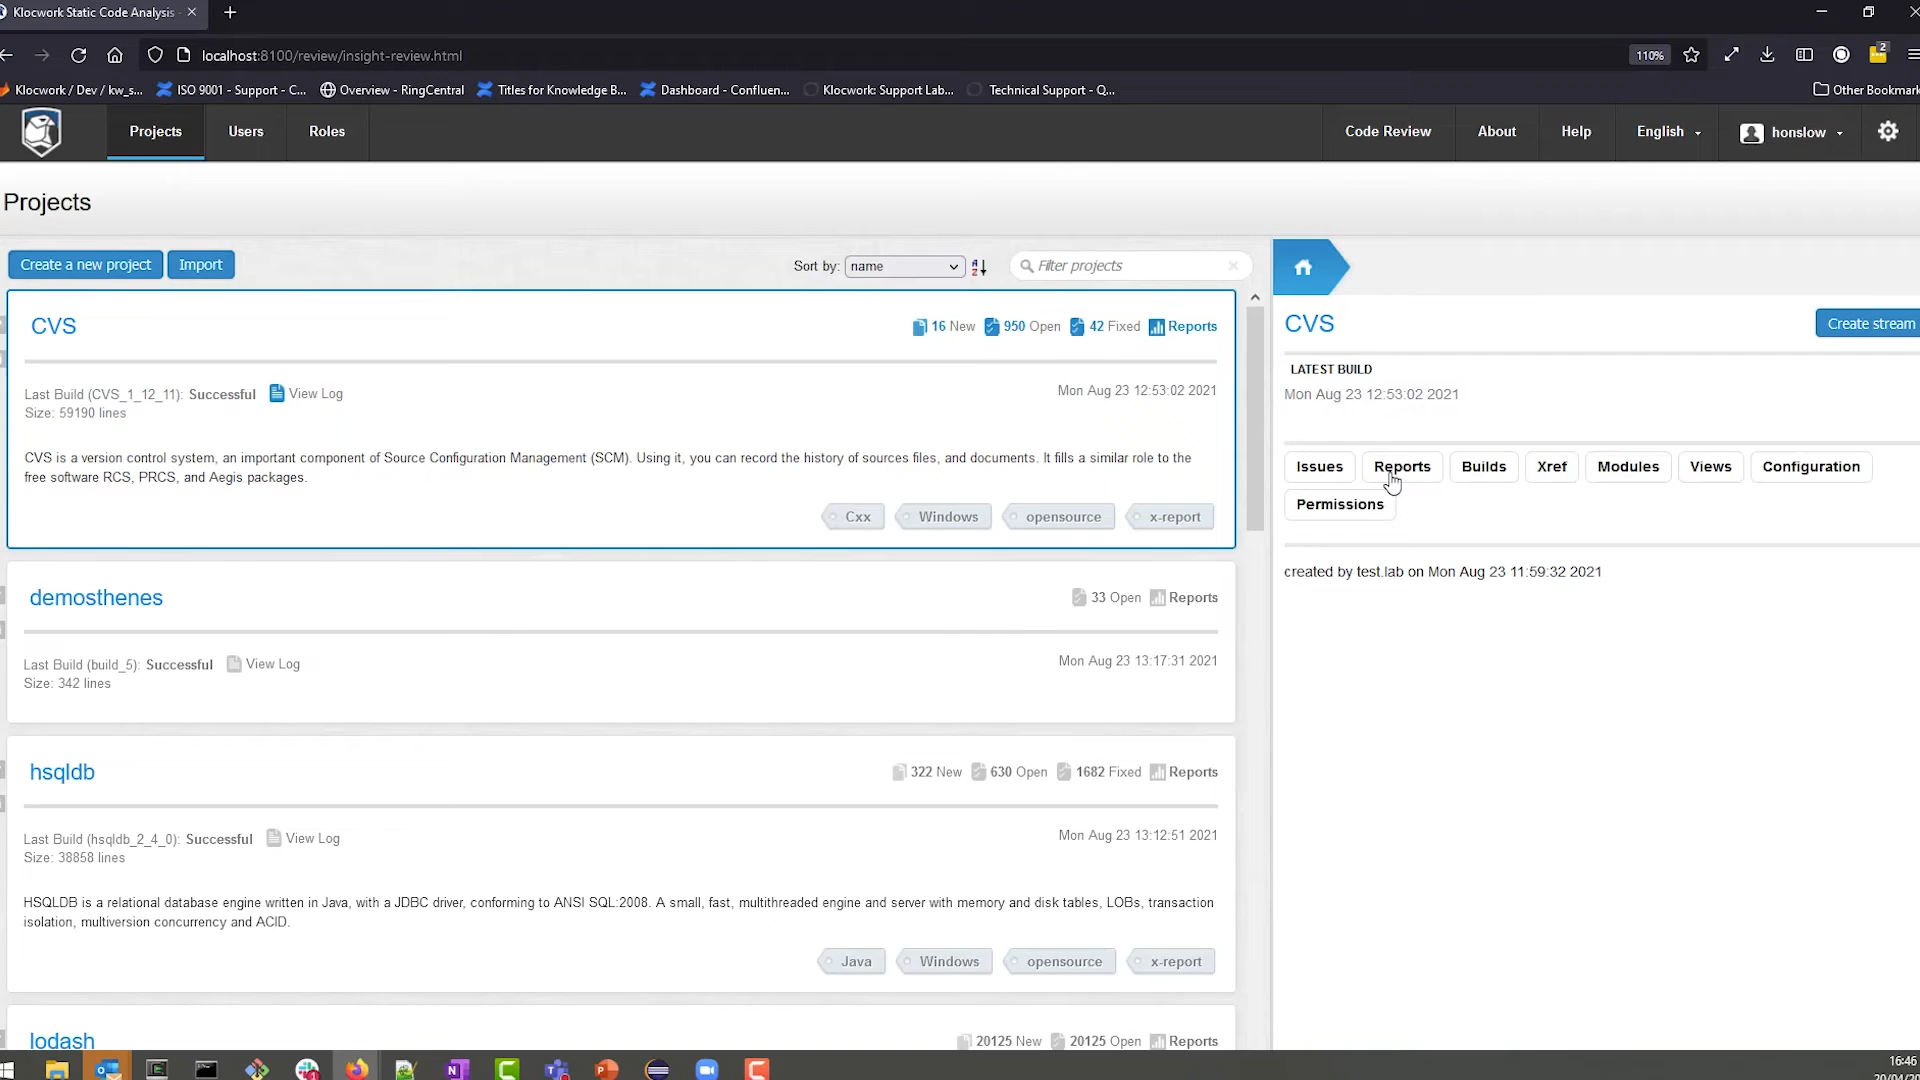 Klocwork Static Code Analysis
localhost:8100/review/insight-review.html
110%
2
Klocwork / Dev / kw_s...
ISO 9001 - Support - C...
Overview - RingCentral
Titles for Knowledge B...
Dashboard - Confluen...
Klocwork: Support Lab...
Technical Support - Q...
Other Bookmark
Projects
Users
Roles
Code Review
About
Help
English
honslow
Projects
Create a new project
Import
Sort by:
name
Filter projects
CVS
16 New
950 Open
42 Fixed
Reports
Last Build (CVS_1_12_11): Successful
View Log
Mon Aug 23 12:53:02 2021
Size: 59190 lines
CVS is a version control system, an important component of Source Configuration Management (SCM). Using it, you can record the history of sources files, and documents. It fills a similar role to the
free software RCS, PRCS, and Aegis packages.
Cxx
Windows
opensource
x-report
demosthenes
33 Open
Reports
Last Build (build_5): Successful
View Log
Mon Aug 23 13:17:31 2021
Size: 342 lines
hsqldb
322 New
630 Open
1682 Fixed
Reports
Last Build (hsqldb_2_4_0): Successful
View Log
Mon Aug 23 13:12:51 2021
Size: 38858 lines
HSQLDB is a relational database engine written in Java, with a JDBC driver, conforming to ANSI SQL:2008. A small, fast, multithreaded engine and server with memory and disk tables, LOBs, transaction
isolation, multiversion concurrency and ACID.
Java
Windows
opensource
x-report
lodash
20125 New
20125 Open
Reports
CVS
Create stream
LATEST BUILD
Mon Aug 23 12:53:02 2021
Issues
Reports
Builds
Xref
Modules
Views
Configuration
Permissions
created by test.lab on Mon Aug 23 11:59:32 2021
16:46